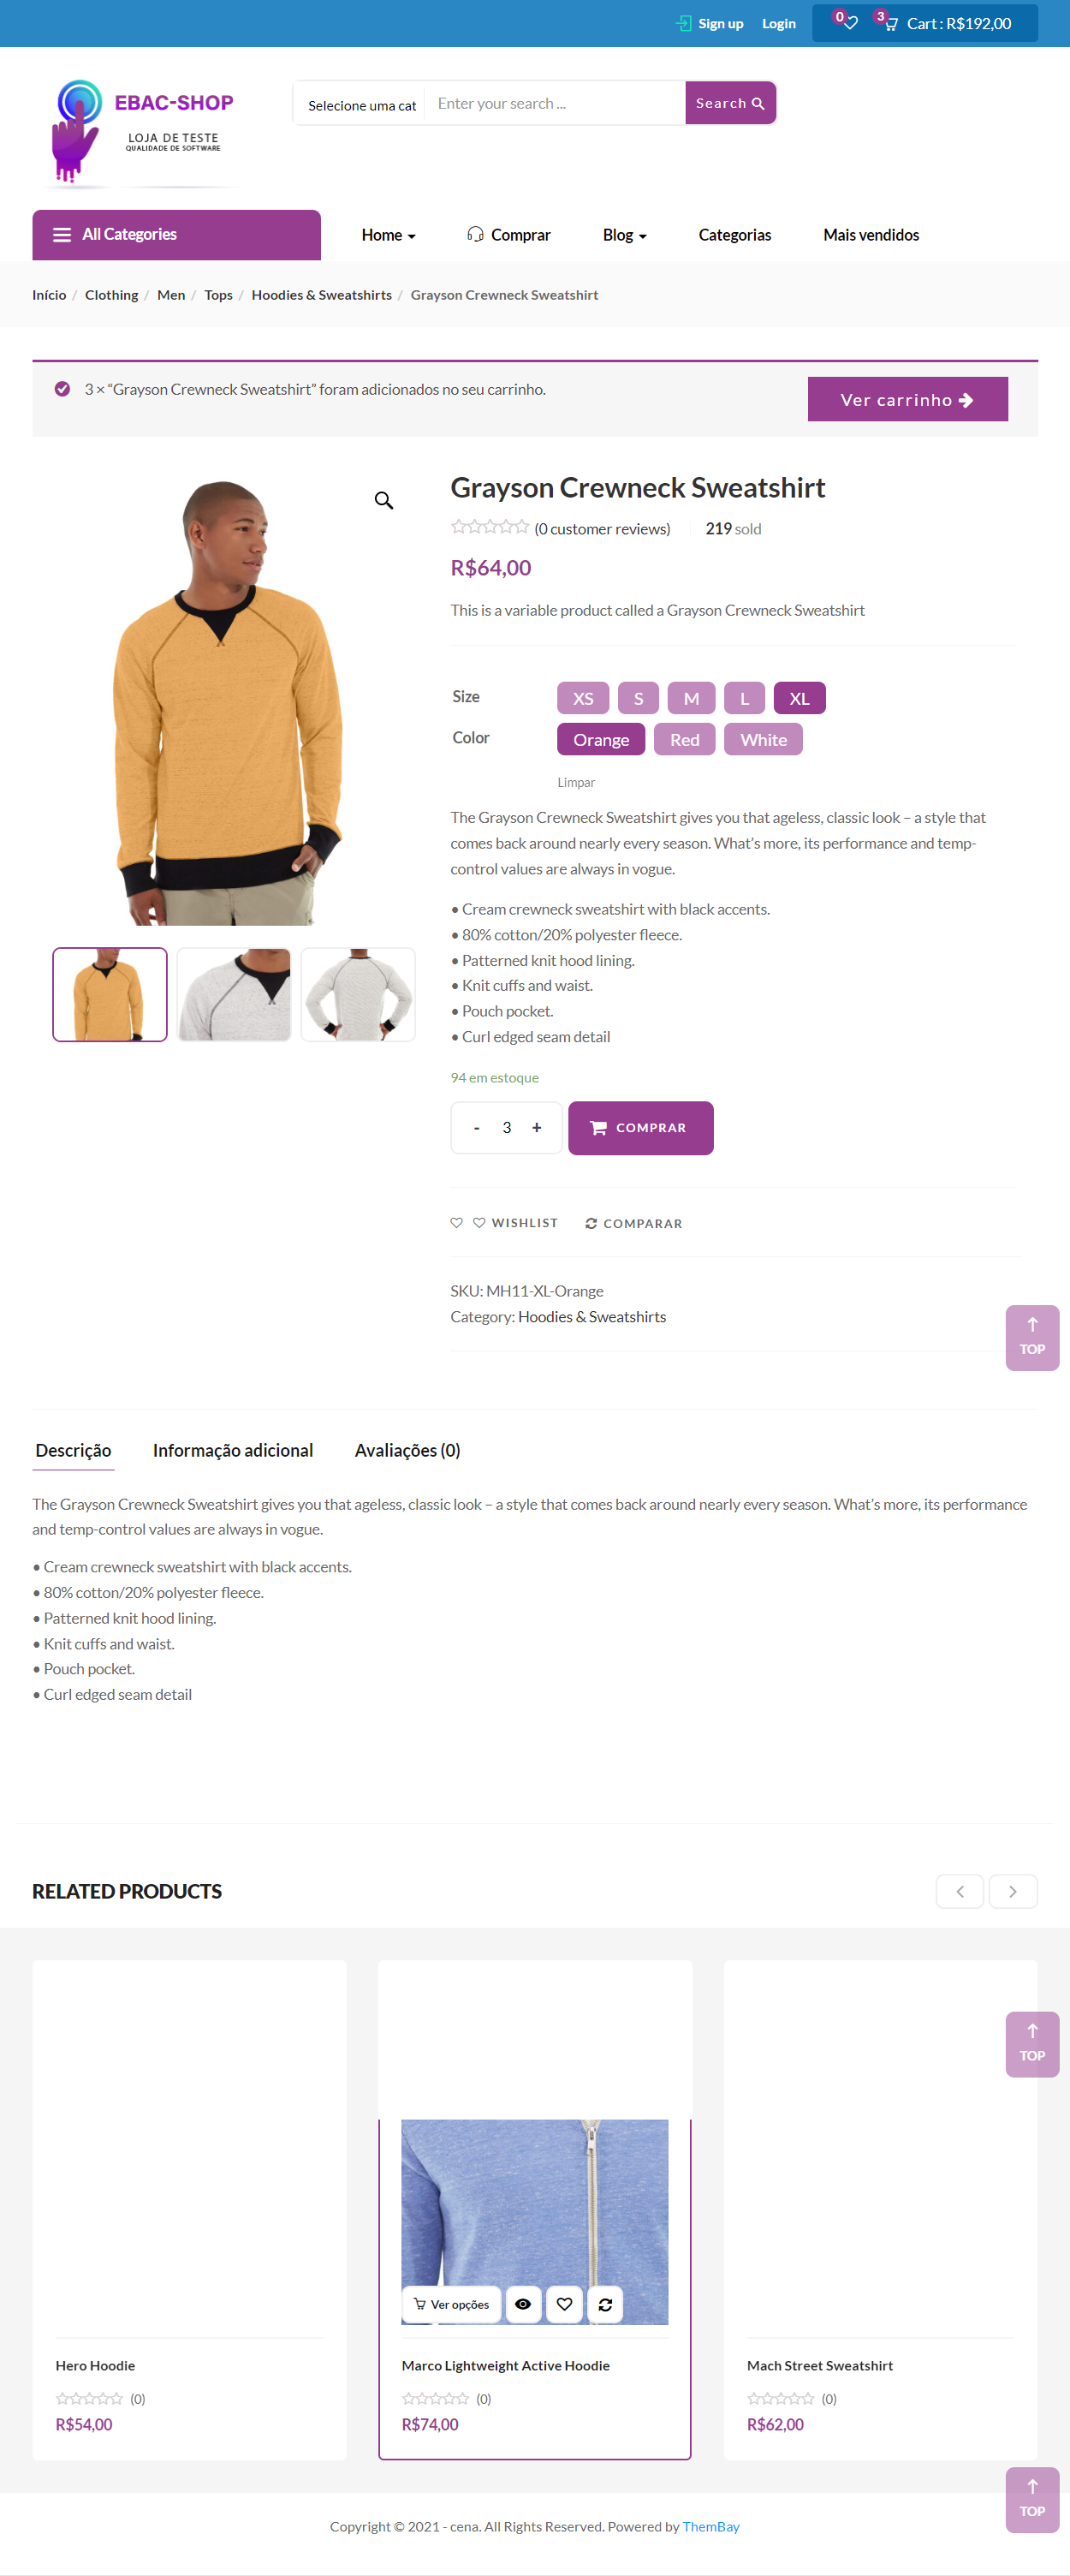 Sign up Login 0 3 Cart : R$192,00
EBAC-SHOP
LOJA DE TESTE
QUALIDADE DE SOFTWARE
Selecione uma cat Enter your search ... Search
All Categories Home Comprar Blog Categorias Mais vendidos
Início / Clothing / Men / Tops / Hoodies & Sweatshirts / Grayson Crewneck Sweatshirt
3 × “Grayson Crewneck Sweatshirt” foram adicionados no seu carrinho. Ver carrinho
Grayson Crewneck Sweatshirt
(0 customer reviews) 219 sold
R$64,00
This is a variable product called a Grayson Crewneck Sweatshirt
Size XS S M L XL
Color Orange Red White
Limpar
The Grayson Crewneck Sweatshirt gives you that ageless, classic look – a style that
comes back around nearly every season. What’s more, its performance and temp-
control values are always in vogue.
• Cream crewneck sweatshirt with black accents.
• 80% cotton/20% polyester fleece.
• Patterned knit hood lining.
• Knit cuffs and waist.
• Pouch pocket.
• Curl edged seam detail
94 em estoque
- 3 + COMPRAR
WISHLIST COMPARAR
SKU: MH11-XL-Orange
Category: Hoodies & Sweatshirts
TOP
Descrição Informação adicional Avaliações (0)
The Grayson Crewneck Sweatshirt gives you that ageless, classic look – a style that comes back around nearly every season. What’s more, its performance
and temp-control values are always in vogue.
• Cream crewneck sweatshirt with black accents.
• 80% cotton/20% polyester fleece.
• Patterned knit hood lining.
• Knit cuffs and waist.
• Pouch pocket.
• Curl edged seam detail
RELATED PRODUCTS
TOP
Ver opções
Hero Hoodie Marco Lightweight Active Hoodie Mach Street Sweatshirt
(0) (0) (0)
R$54,00 R$74,00 R$62,00
TOP
Copyright © 2021 - cena. All Rights Reserved. Powered by ThemBay